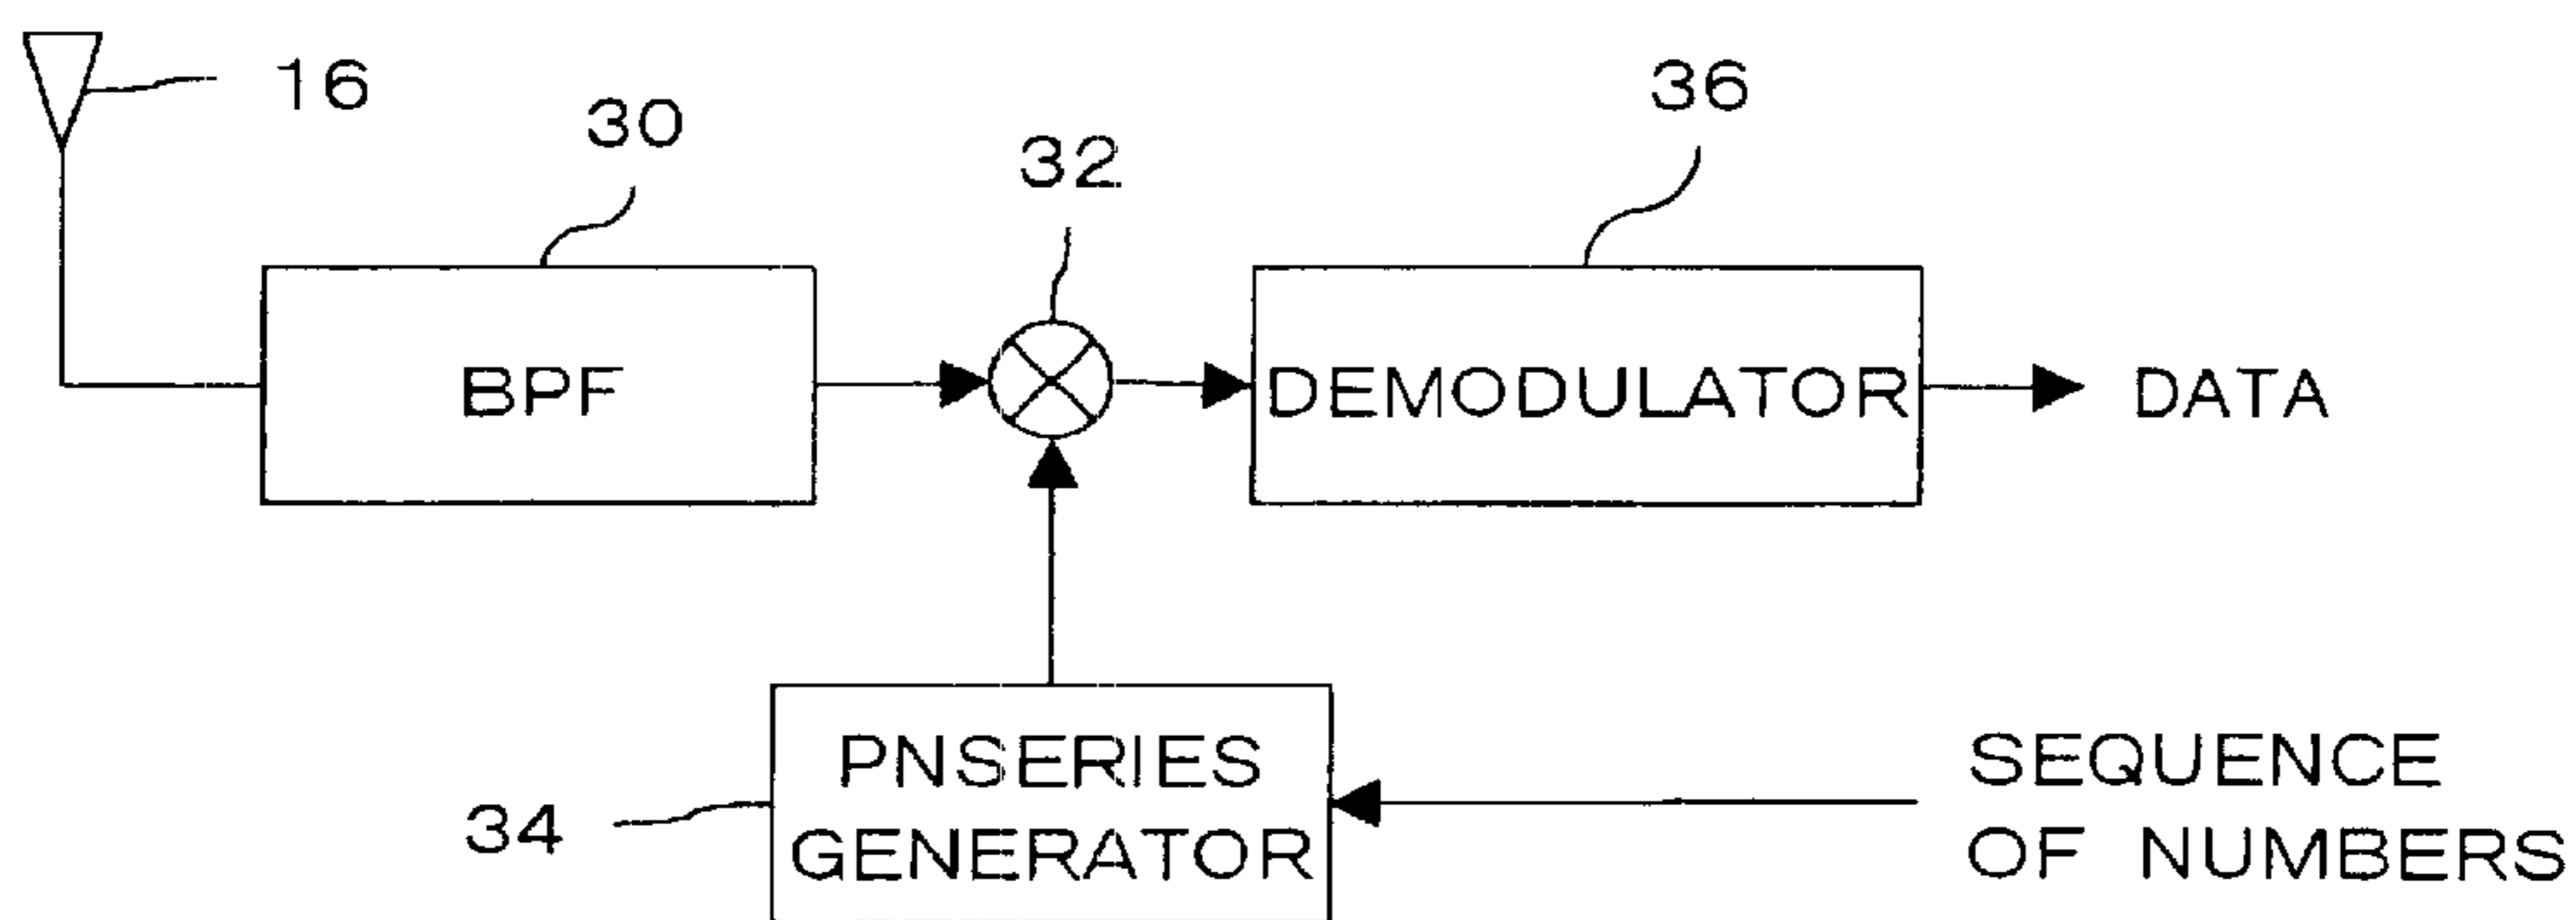 16
30
32
36
BPF
DEMODULATOR
DATA
PNSERIES
GENERATOR
34
SEQUENCE
OF NUMBERS